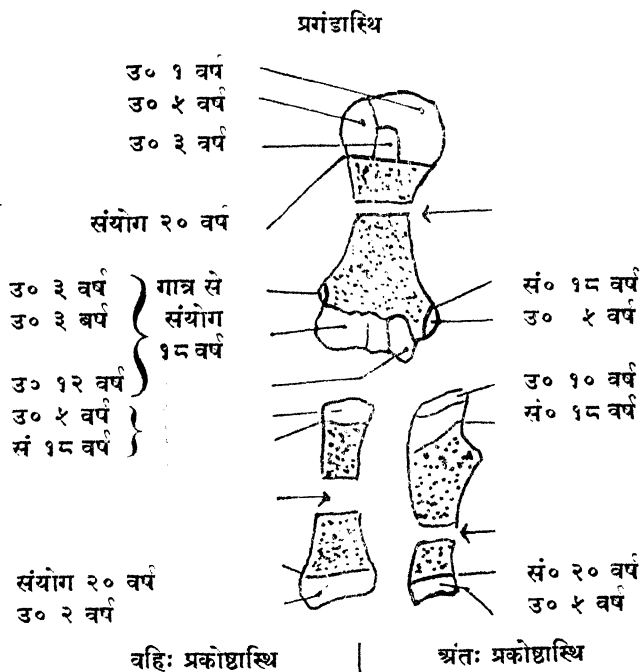 प्रगंडास्थि
उ० १ वर्ष
उ० ५ वर्ष
उ० ३ वर्ष
संयोग २० वर्ष
उ० ३ वर्ष
उ० ३ बर्ष
उ० १२ वर्ष
गात्र से
संयोग
१८ वर्ष
सं० १८ वर्ष
उ० ५ वर्ष
उ० ५ वर्ष
सं १८ वर्ष
उ० १० वर्ष
सं० १८ वर्ष
संयोग २० वर्ष
उ० २ वर्ष
सं० २० वर्ष
उ० ५ वर्ष
वहिः प्रकोष्ठास्थि | अंतः प्रकोष्ठास्थि